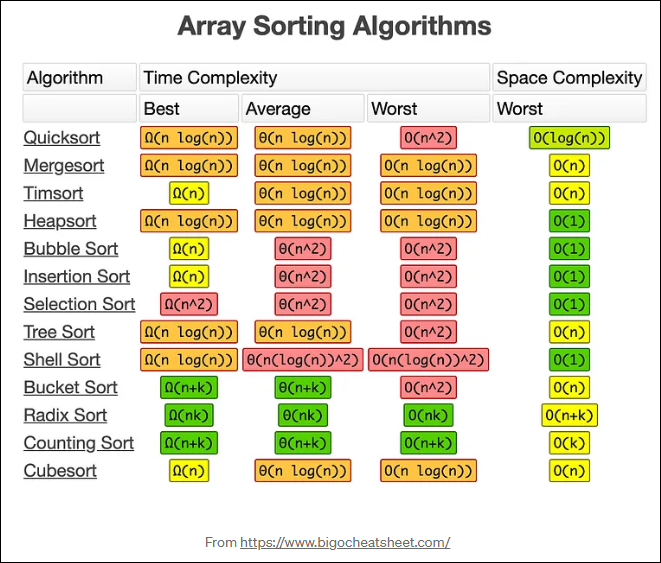 Array Sorting Algorithms
Algorithm Time Complexity Space Complexity
Best Average Worst Worst
Quicksort Ω(n log(n)) θ(n log(n)) O(n^2) O(log(n))
Mergesort Ω(n log(n)) θ(n log(n)) O(n log(n)) O(n)
Timsort Ω(n) θ(n log(n)) O(n log(n)) O(n)
Heapsort Ω(n log(n)) θ(n log(n)) O(n log(n)) O(1)
Bubble Sort Ω(n) θ(n^2) O(n^2) O(1)
Insertion Sort Ω(n) θ(n^2) O(n^2) O(1)
Selection Sort Ω(n^2) θ(n^2) O(n^2) O(1)
Tree Sort Ω(n log(n)) θ(n log(n)) O(n^2) O(n)
Shell Sort Ω(n log(n)) θ(n(log(n))^2) O(n(log(n))^2) O(1)
Bucket Sort Ω(n+k) θ(n+k) O(n^2) O(n)
Radix Sort Ω(nk) θ(nk) O(nk) O(n+k)
Counting Sort Ω(n+k) θ(n+k) O(n+k) O(k)
Cubesort Ω(n) θ(n log(n)) O(n log(n)) O(n)
From https://www.bigocheatsheet.com/